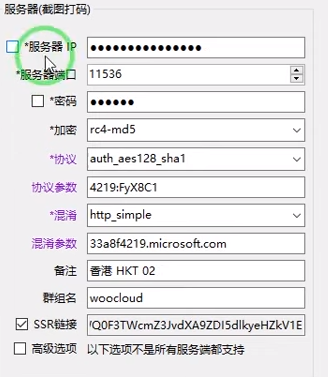 服务器(截图打码)
*服务器 IP ●●●●●●●●●●●●●●●
*服务器端口 11536
*密码 ●●●●●●
*加密 rc4-md5
*协议 auth_aes128_sha1
协议参数 4219:FyX8C1
*混淆 http_simple
混淆参数 33a8f4219.microsoft.com
备注 香港 HKT 02
群组名 woocloud
SSR链接 /Q0F3TWcmZ3JvdXA9ZDI5dlkyeHZkV1E
高级选项 以下选项不是所有服务端都支持